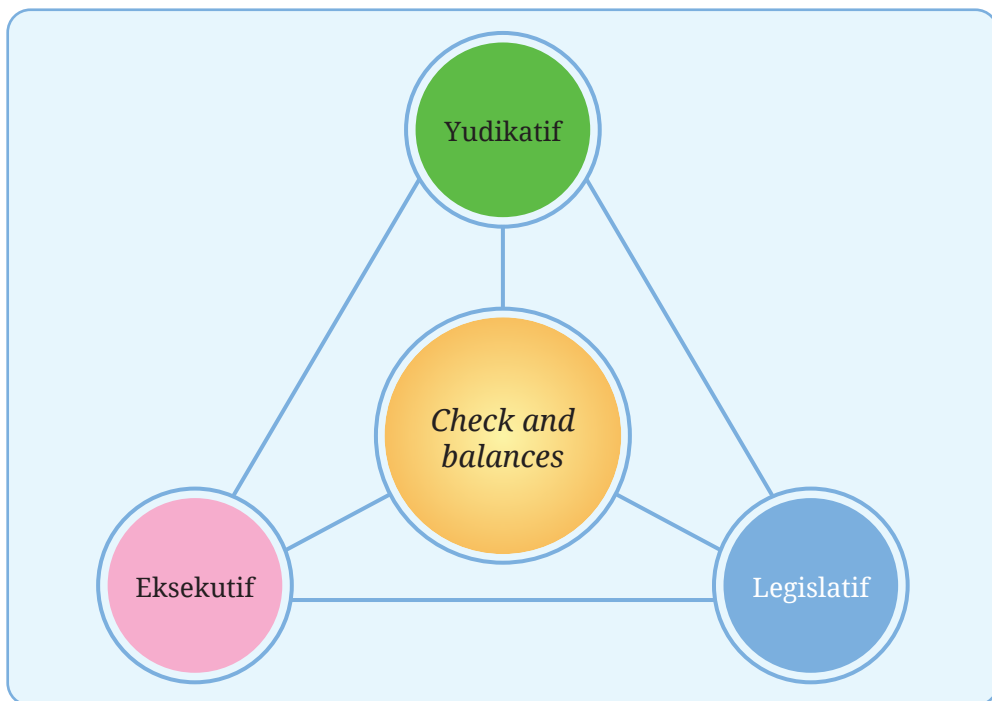 Yudikatif
Check and
balances
Eksekutif
Legislatif